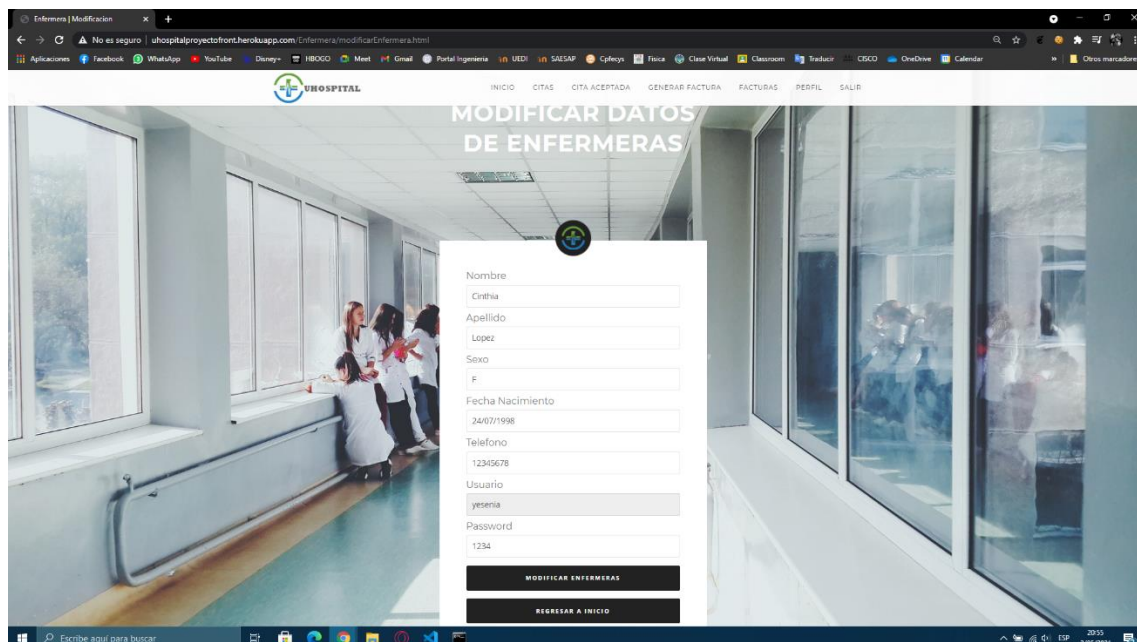 Enfermera | Modificacion
No es seguro | uhospitalproyectofront.herokuapp.com/Enfermera/modificarEnfermera.html
Aplicaciones Facebook WhatsApp YouTube Disney+ HBOGO Meet Gmail Portal Ingenieria UEDI SAESAP Cpfecys Fisica Clase Virtual Classroom Traducir CISCO OneDrive Calendar » Otros marcadores
UHOSPITAL INICIO CITAS CITA ACEPTADA GENERAR FACTURA FACTURAS PERFIL SALIR
MODIFICAR DATOS
DE ENFERMERAS
Nombre
Cinthia
Apellido
Lopez
Sexo
F
Fecha Nacimiento
24/07/1998
Telefono
12345678
Usuario
yesenia
Password
1234
MODIFICAR ENFERMERAS
REGRESAR A INICIO
Escribe aquí para buscar
ESP
20:55